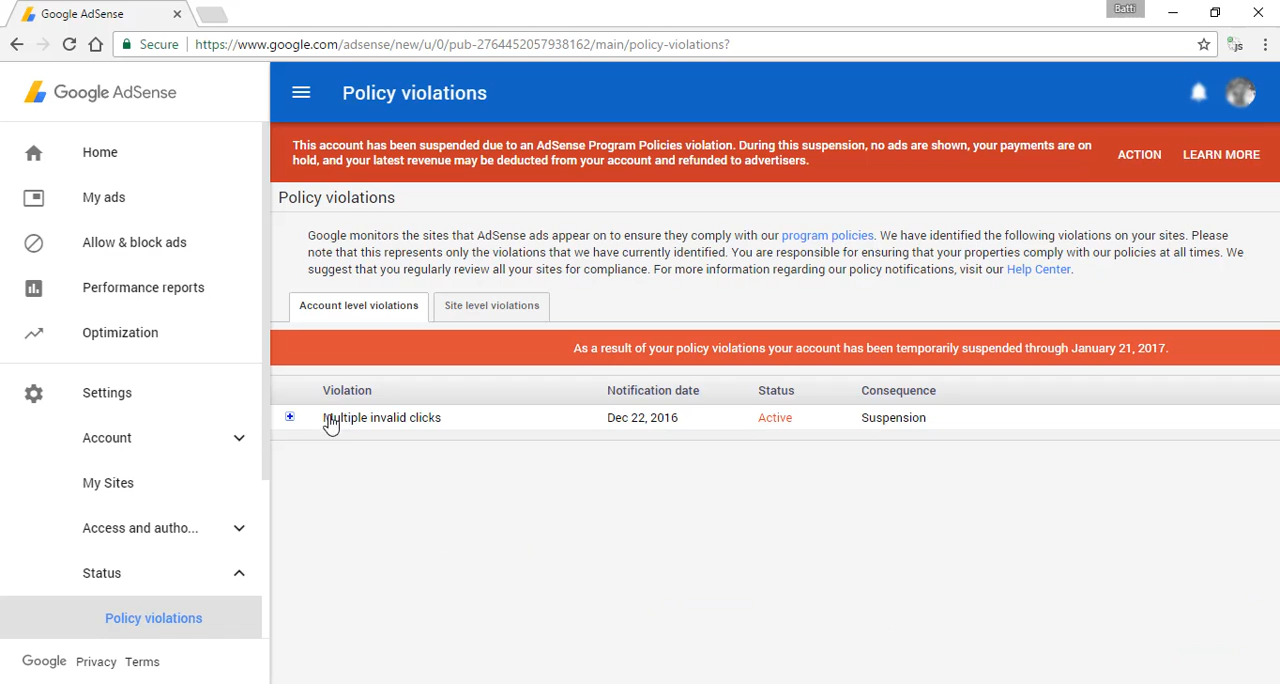 Google AdSense
Batti
Secure
https://www.google.com/adsense/new/u/0/pub-2764452057938162/main/policy-violations?
js
Google AdSense
Policy violations
Home
My ads
Allow & block ads
Performance reports
Optimization
Settings
Account
My Sites
Access and autho...
Status
Policy violations
Google Privacy Terms
This account has been suspended due to an AdSense Program Policies violation. During this suspension, no ads are shown, your payments are on
hold, and your latest revenue may be deducted from your account and refunded to advertisers.
ACTION
LEARN MORE
Policy violations
Google monitors the sites that AdSense ads appear on to ensure they comply with our program policies. We have identified the following violations on your sites. Please
note that this represents only the violations that we have currently identified. You are responsible for ensuring that your properties comply with our policies at all times. We
suggest that you regularly review all your sites for compliance. For more information regarding our policy notifications, visit our Help Center.
Account level violations
Site level violations
As a result of your policy violations your account has been temporarily suspended through January 21, 2017.
Violation Notification date Status Consequence
Multiple invalid clicks Dec 22, 2016 Active Suspension